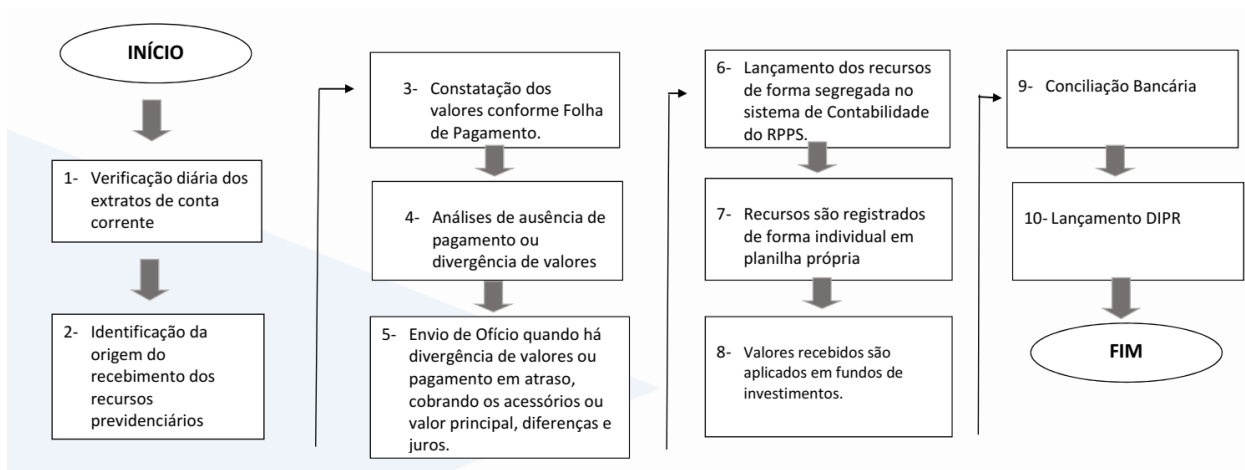 INÍCIO
1- Verificação diária dos
extratos de conta
corrente
2- Identificação da
origem do
recebimento dos
recursos
previdenciários
3- Constatação dos
valores conforme Folha
de Pagamento.
4- Análises de ausência de
pagamento ou
divergência de valores
5- Envio de Ofício quando há
divergência de valores ou
pagamento em atraso,
cobrando os acessórios ou
valor principal, diferenças e
juros.
6- Lançamento dos recursos
de forma segregada no
sistema de Contabilidade
do RPPS.
7- Recursos são registrados
de forma individual em
planilha própria
8- Valores recebidos são
aplicados em fundos de
investimentos.
9- Conciliação Bancária
10- Lançamento DIPR
FIM